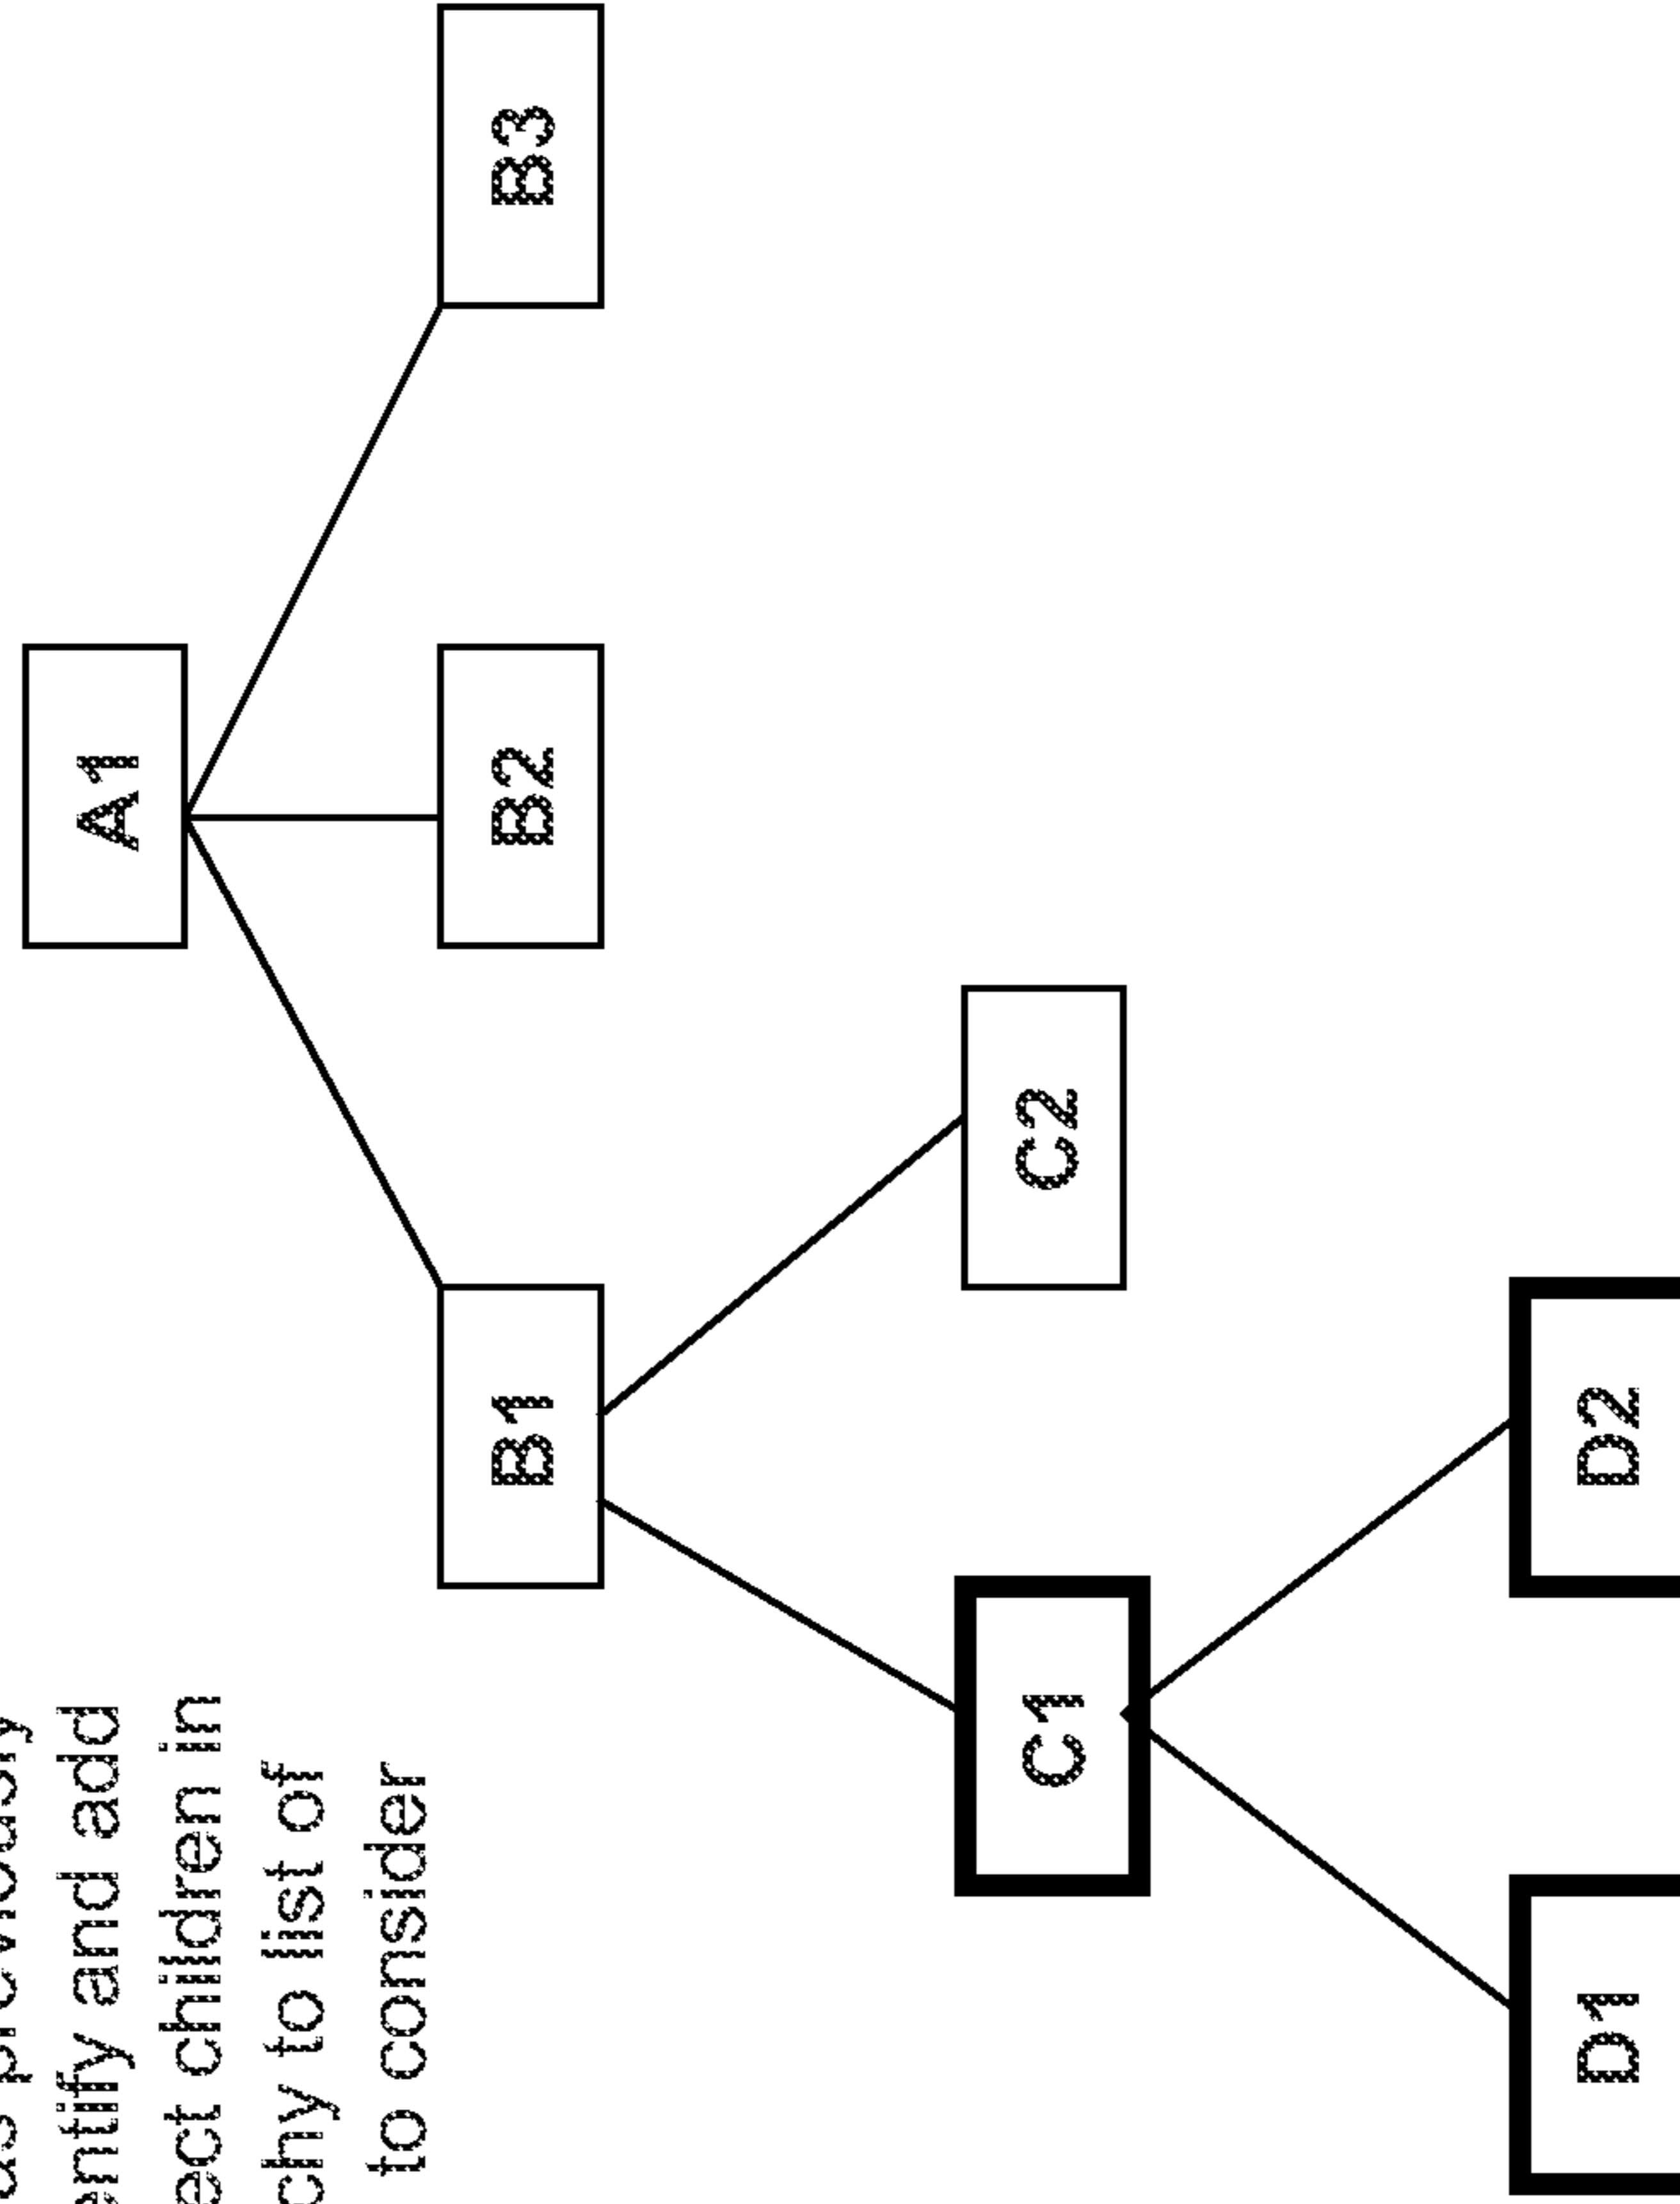 previously
entify and add
ect children in
chy to list of
to consider
A1
B1
B2
B3
C1
C2
D1
D2